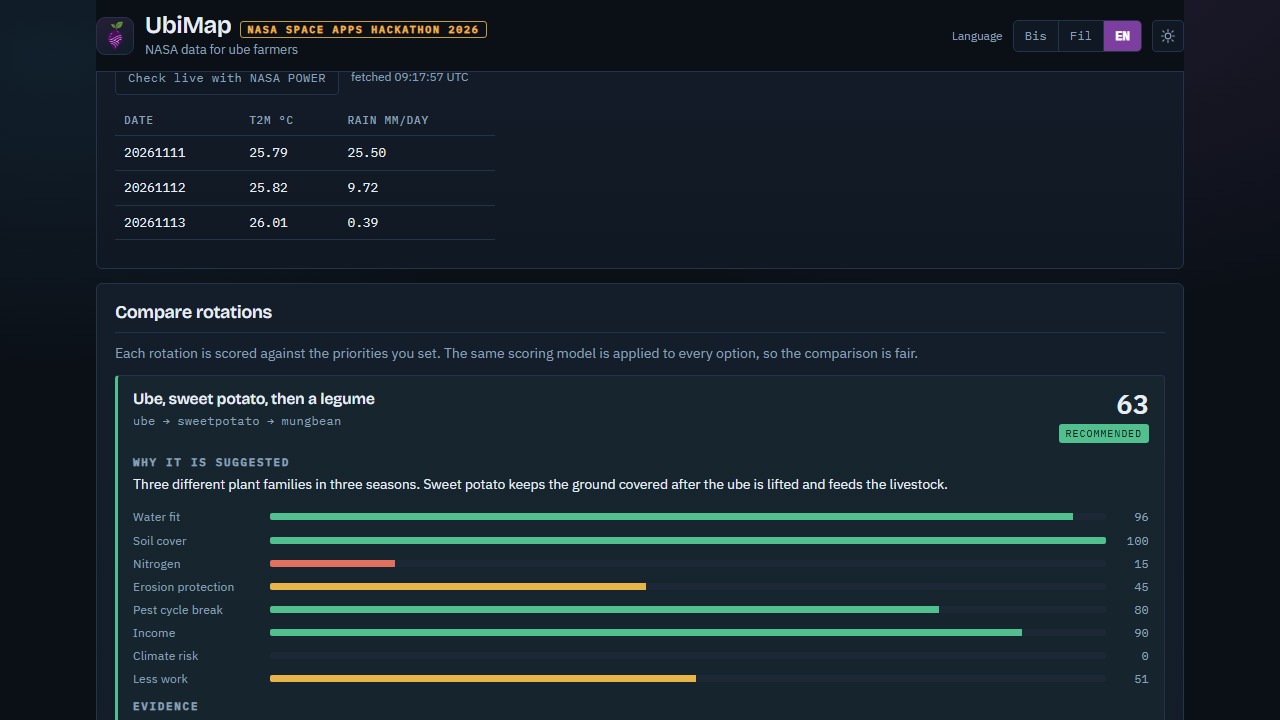 UbiMap NASA SPACE APPS HACKATHON 2026
NASA data for ube farmers
Language Bis Fil EN
Check live with NASA POWER fetched 09:17:57 UTC
DATE T2M °C RAIN MM/DAY
20261111 25.79 25.50
20261112 25.82 9.72
20261113 26.01 0.39
Compare rotations
Each rotation is scored against the priorities you set. The same scoring model is applied to every option, so the comparison is fair.
Ube, sweet potato, then a legume
ube → sweetpotato → mungbean
63
RECOMMENDED
WHY IT IS SUGGESTED
Three different plant families in three seasons. Sweet potato keeps the ground covered after the ube is lifted and feeds the livestock.
Water fit 96
Soil cover 100
Nitrogen 15
Erosion protection 45
Pest cycle break 80
Income 90
Climate risk 0
Less work 51
EVIDENCE